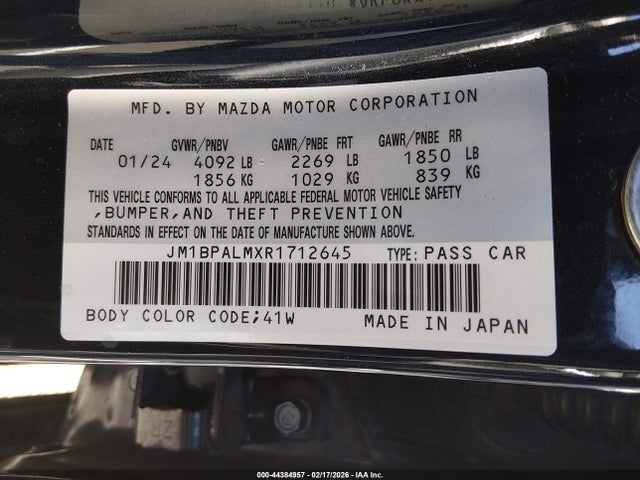 MFD. BY MAZDA MOTOR CORPORATION
DATE GVWR/PNBV GAWR/PNBE FRT GAWR/PNBE RR
01/24 4092 LB 2269 LB 1850 LB
1856 KG 1029 KG 839 KG
THIS VEHICLE CONFORMS TO ALL APPLICABLE FEDERAL MOTOR VEHICLE SAFETY
,BUMPER,AND THEFT PREVENTION
STANDARDS IN EFFECT ON THE DATE OF MANUFACTURE SHOWN ABOVE.
JM1BPALMXR1712645 TYPE: PASS CAR
BODY COLOR CODE;41W MADE IN JAPAN
000-44384957 - 02/17/2026 - IAA Inc.